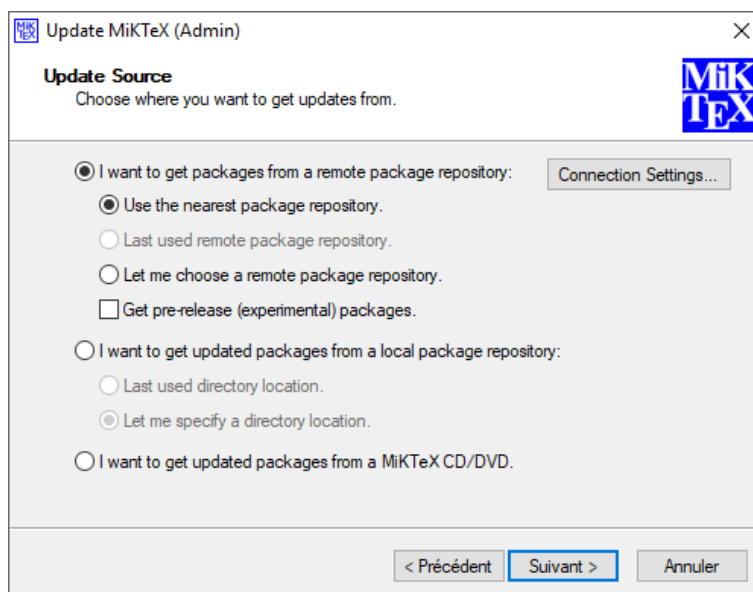 MiK
TEX
Update MiKTeX (Admin)
Update Source
Choose where you want to get updates from.
MiK
TEX
I want to get packages from a remote package repository:
Connection Settings...
Use the nearest package repository.
Last used remote package repository.
Let me choose a remote package repository.
Get pre-release (experimental) packages.
I want to get updated packages from a local package repository:
Last used directory location.
Let me specify a directory location.
I want to get updated packages from a MiKTeX CD/DVD.
< Précédent
Suivant >
Annuler